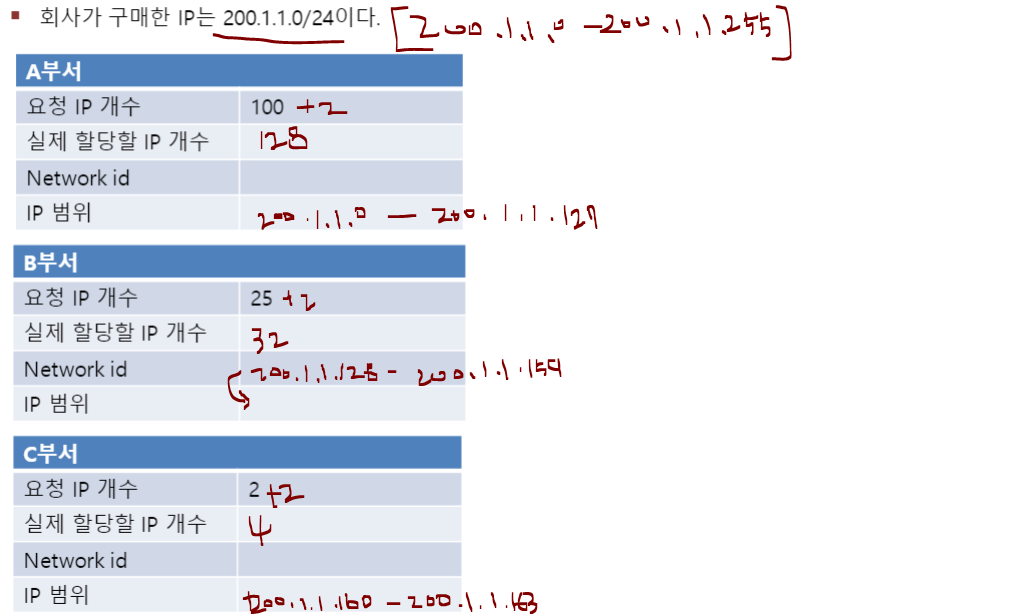 ▪ 회사가 구매한 IP는 200.1.1.0/24이다. [200.1.1.0 - 200.1.1.255]
A부서
요청 IP 개수 100 +2
실제 할당할 IP 개수 128
Network id
IP 범위 200.1.1.0 - 200.1.1.127
B부서
요청 IP 개수 25 +2
실제 할당할 IP 개수 32
Network id 200.1.1.128 - 200.1.1.159
IP 범위
C부서
요청 IP 개수 2 +2
실제 할당할 IP 개수 4
Network id
IP 범위 200.1.1.160 - 200.1.1.163